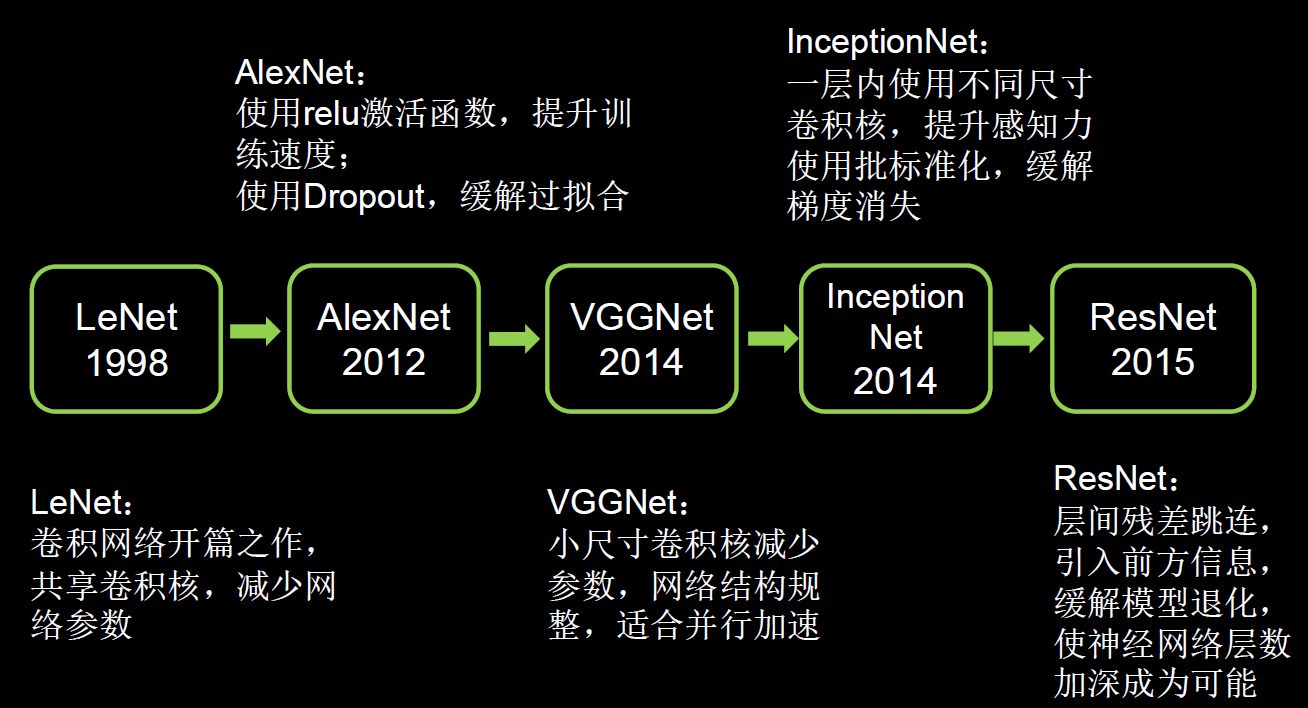 AlexNet：
使用relu激活函数，提升训
练速度；
使用Dropout，缓解过拟合
InceptionNet：
一层内使用不同尺寸
卷积核，提升感知力
使用批标准化，缓解
梯度消失
LeNet
1998
AlexNet
2012
VGGNet
2014
Inception
Net
2014
ResNet
2015
LeNet：
卷积网络开篇之作，
共享卷积核，减少网
络参数
VGGNet：
小尺寸卷积核减少
参数，网络结构规
整，适合并行加速
ResNet：
层间残差跳连，
引入前方信息，
缓解模型退化，
使神经网络层数
加深成为可能